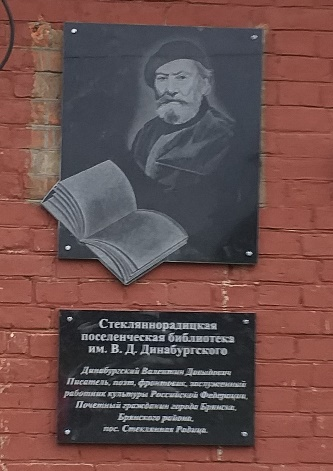 Стекляннорадицкая
поселенческая библиотека
им. В. Д. Динабургского
Динабургский Валентин Давыдович
Писатель, поэт, фронтовик, заслуженный
работник культуры Российской Федерации,
Почетный гражданин города Брянска,
Брянского района,
пос. Стеклянная Радица.